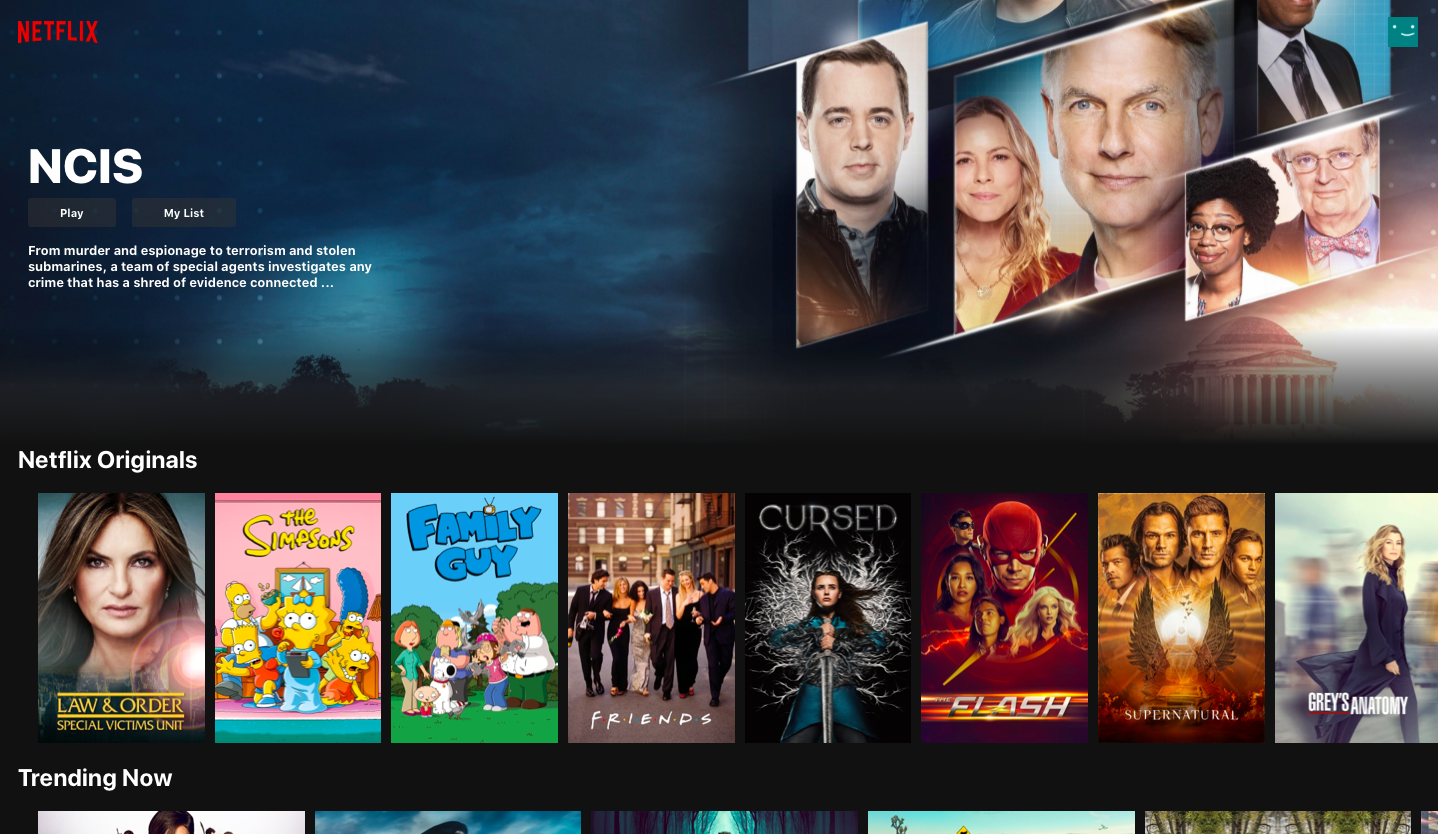 NETFLIX
NCIS
Play
My List
From murder and espionage to terrorism and stolen
submarines, a team of special agents investigates any
crime that has a shred of evidence connected ...
Netflix Originals
LAW & ORDER
SPECIAL VICTIMS UNIT
THE
SIMPSONS
FAMILY
GUY
F·R·I·E·N·D·S
CURSED
THE
FLASH
SUPERNATURAL
GREY'S ANATOMY
Trending Now